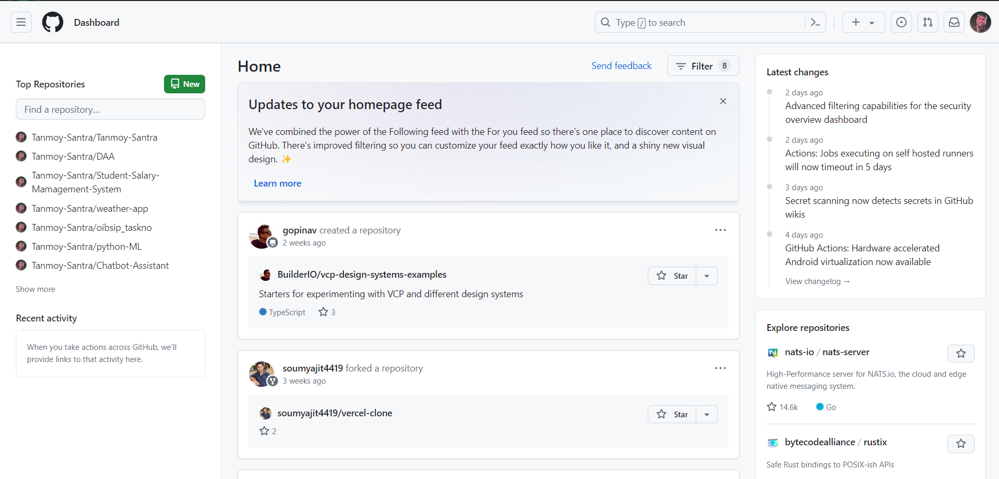 Dashboard
Type / to search
Top Repositories
New
Find a repository...
Tanmoy-Santra/Tanmoy-Santra
Tanmoy-Santra/DAA
Tanmoy-Santra/Student-Salary-
Mamagement-System
Tanmoy-Santra/weather-app
Tanmoy-Santra/oibsip_taskno
Tanmoy-Santra/python-ML
Tanmoy-Santra/Chatbot-Assistant
Show more
Recent activity
When you take actions across GitHub, we’ll
provide links to that activity here.
Home
Send feedback
Filter 8
Updates to your homepage feed
We've combined the power of the Following feed with the For you feed so there’s one place to discover content on
GitHub. There’s improved filtering so you can customize your feed exactly how you like it, and a shiny new visual
design. ✨
Learn more
gopinav created a repository
2 weeks ago
BuilderIO/vcp-design-systems-examples
Star
Starters for experimenting with VCP and different design systems
TypeScript 3
soumyajit4419 forked a repository
3 weeks ago
soumyajit4419/vercel-clone
Star
2
Latest changes
2 days ago
Advanced filtering capabilities for the security
overview dashboard
2 days ago
Actions: Jobs executing on self hosted runners
will now timeout in 5 days
3 days ago
Secret scanning now detects secrets in GitHub
wikis
4 days ago
GitHub Actions: Hardware accelerated
Android virtualization now available
View changelog →
Explore repositories
nats-io / nats-server
High-Performance server for NATS.io, the cloud and edge
native messaging system.
14.6k Go
bytecodealliance / rustix
Safe Rust bindings to POSIX-ish APIs